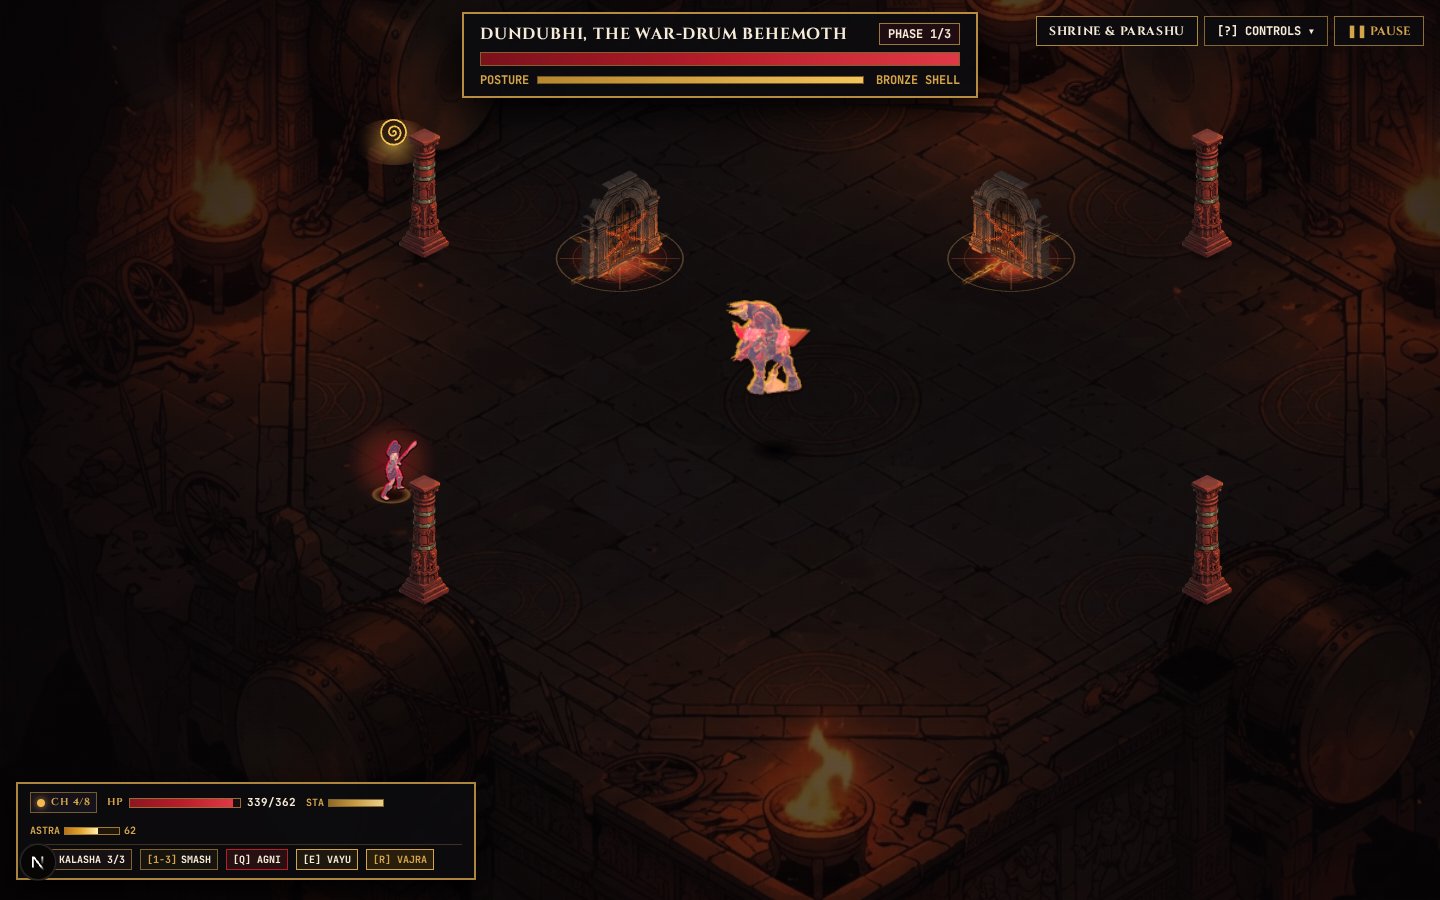 DUNDUBHI, THE WAR-DRUM BEHEMOTH PHASE 1/3
POSTURE BRONZE SHELL
SHRINE & PARASHU [?] CONTROLS ▾ ❚❚ PAUSE
CH 4/8 HP 339/362 STA
ASTRA 62
N KALASHA 3/3 [1-3] SMASH [Q] AGNI [E] VAYU [R] VAJRA